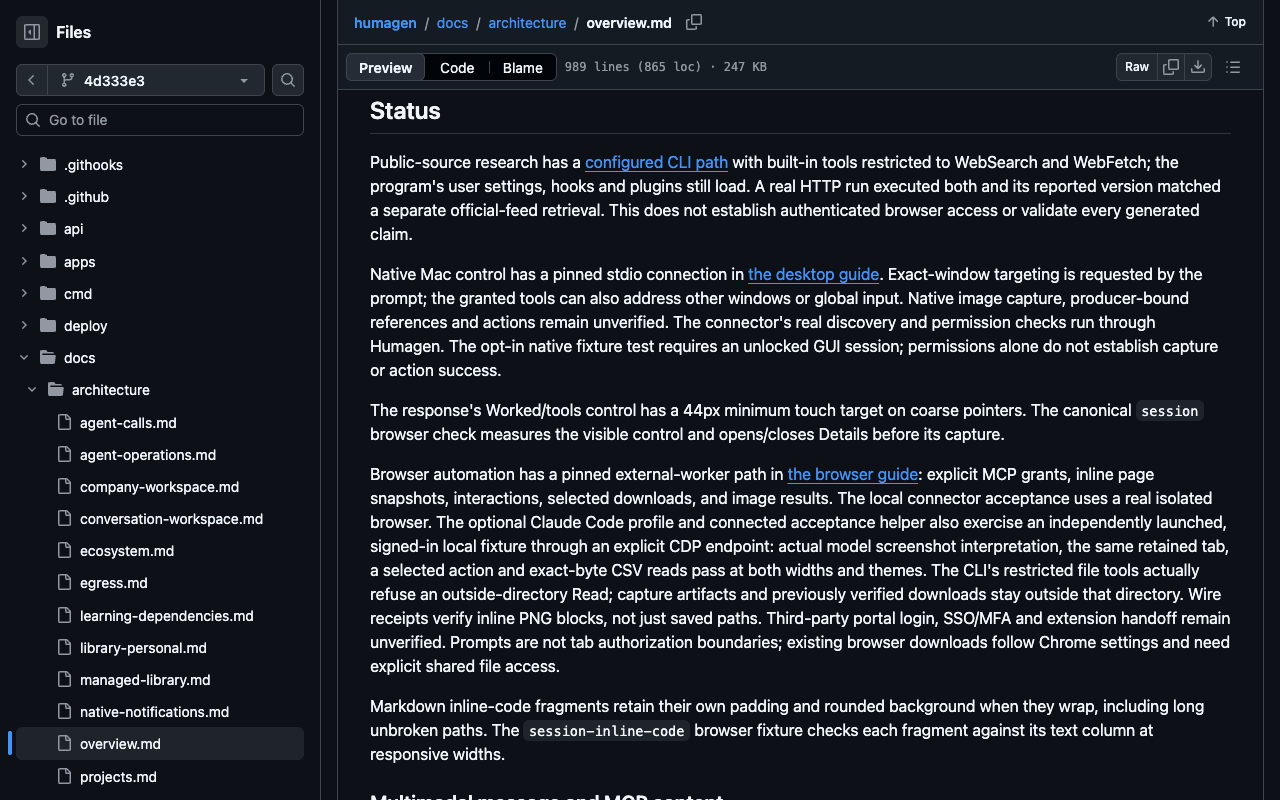 Files
4d333e3
Go to file
.githooks
.github
api
apps
cmd
deploy
docs
architecture
agent-calls.md
agent-operations.md
company-workspace.md
conversation-workspace.md
ecosystem.md
egress.md
learning-dependencies.md
library-personal.md
managed-library.md
native-notifications.md
overview.md
projects.md
humagen / docs / architecture / overview.md
Top
Preview Code Blame 989 lines (865 loc) · 247 KB Raw
Status
Public-source research has a configured CLI path with built-in tools restricted to WebSearch and WebFetch; the
program's user settings, hooks and plugins still load. A real HTTP run executed both and its reported version matched
a separate official-feed retrieval. This does not establish authenticated browser access or validate every generated
claim.
Native Mac control has a pinned stdio connection in the desktop guide. Exact-window targeting is requested by the
prompt; the granted tools can also address other windows or global input. Native image capture, producer-bound
references and actions remain unverified. The connector's real discovery and permission checks run through
Humagen. The opt-in native fixture test requires an unlocked GUI session; permissions alone do not establish capture
or action success.
The response's Worked/tools control has a 44px minimum touch target on coarse pointers. The canonical session
browser check measures the visible control and opens/closes Details before its capture.
Browser automation has a pinned external-worker path in the browser guide: explicit MCP grants, inline page
snapshots, interactions, selected downloads, and image results. The local connector acceptance uses a real isolated
browser. The optional Claude Code profile and connected acceptance helper also exercise an independently launched,
signed-in local fixture through an explicit CDP endpoint: actual model screenshot interpretation, the same retained tab,
a selected action and exact-byte CSV reads pass at both widths and themes. The CLI's restricted file tools actually
refuse an outside-directory Read; capture artifacts and previously verified downloads stay outside that directory. Wire
receipts verify inline PNG blocks, not just saved paths. Third-party portal login, SSO/MFA and extension handoff remain
unverified. Prompts are not tab authorization boundaries; existing browser downloads follow Chrome settings and need
explicit shared file access.
Markdown inline-code fragments retain their own padding and rounded background when they wrap, including long
unbroken paths. The session-inline-code browser fixture checks each fragment against its text column at
responsive widths.
Multimodal message and MCP content